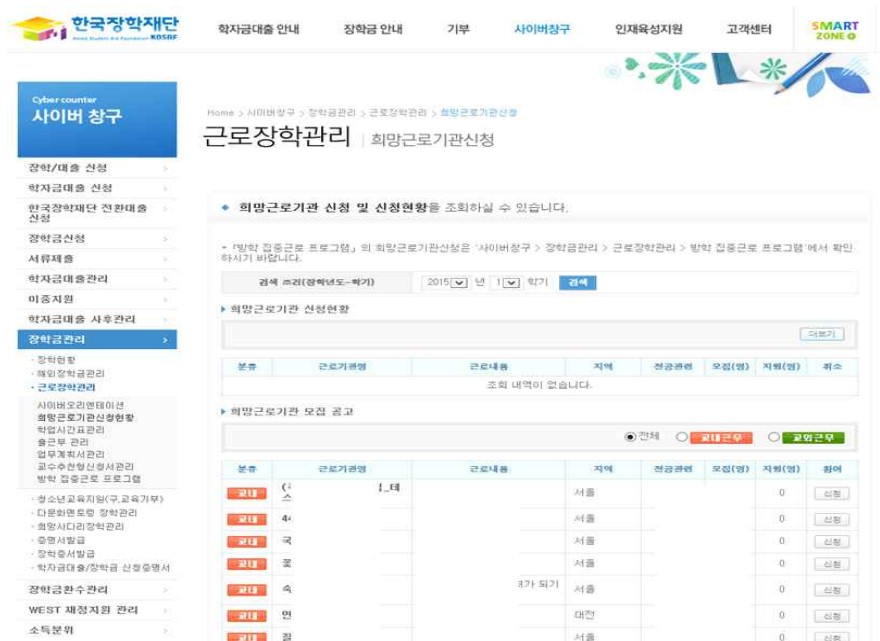 한국장학재단
Korea Student Aid Foundation KOSAF
학자금대출 안내 장학금 안내 기부 사이버창구 인재육성지원 고객센터 SMART ZONE
Cyber counter
사이버 창구
Home > 사이버창구 > 장학금관리 > 근로장학관리 > 희망근로기관신청
근로장학관리 | 희망근로기관신청
장학/대출 신청
학자금대출 신청
한국장학재단 전환대출
신청
장학금신청
서류제출
학자금대출관리
이중지원
학자금대출 사후관리
장학금관리
· 장학현황
· 해외장학금관리
· 근로장학관리
사이버오리엔테이션
희망근로기관신청현황
학업시간표관리
출근부 관리
업무계획서관리
교수추천형신청서관리
방학 집중근로 프로그램
· 청소년교육지원(구,교육기부)
· 다문화멘토링 장학관리
· 희망사다리장학관리
· 증명서발급
· 장학증서발급
· 학자금대출/장학금 신청증명서
장학금환수관리
WEST 재정지원 관리
소득분위
희망근로기관 신청 및 신청현황를 조회하실 수 있습니다.
* 「방학 집중근로 프로그램」의 희망근로기관신청은 '사이버창구 > 장학금관리 > 근로장학관리 > 방학 집중근로 프로그램'에서 확인
하시기 바랍니다.
검색 조건(장학년도-학기) 2015 년 1 학기 검색
희망근로기관 신청현황
더보기
분류 근로기관명 근로내용 지역 전공관련 모집(명) 지원(명) 취소
조회 내역이 없습니다.
희망근로기관 모집 공고
전체 교내근무 교외근무
분류 근로기관명 근로내용 지역 전공관련 모집(명) 지원(명) 참여
교내 _테 스 서울 0 신청
교내 서울 0 신청
교내 국 서울 0 신청
교내 꽃 서울 0 신청
교내 숙 가 되기 서울 0 신청
교내 연 대전 0 신청
교내 서울 0 신청